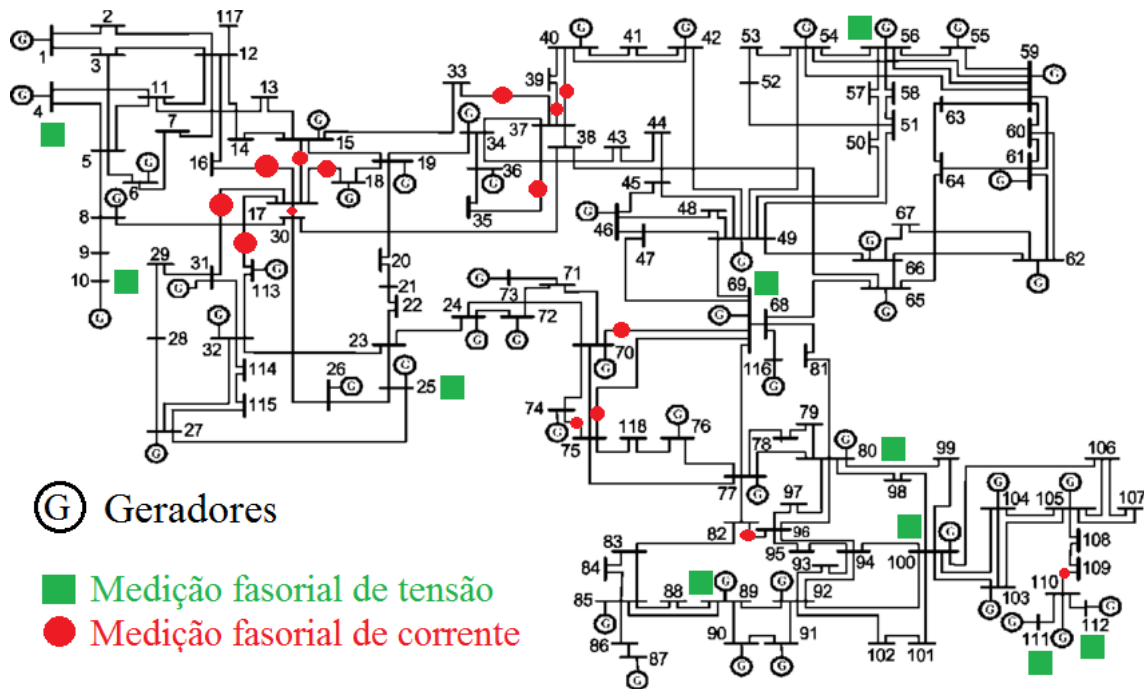 2 117
G 1 3 12
4 G 11 13
5 7 14 15 G
6 G 16
33 34 G 36 G 35
19 G 18 G
17 30
8 G 9 10 G
29 31 G 113 G
28 32 G
114 115
27 G
20 21 22
23 G 25
26 G
24 G
40 G 41 42 G
39 37 38 43 44
45 46 G 47 48
49 G
53 54 G 56 G 55 G 59 G
52 57 58
50 51
63 60 61 G
64 62 G
67 66 G 65 G
69 G 68
116 G 81
G 73 71 72 G
70 G
74 G 75
118 76 G
77 G 78 79
80 G 99 98
97 96 95 94 93 92
82 83 84
85 G 86 87 G
88 89 G
90 G 91 G G
100 G
102 101
103 G
104 G 105 G 106 107
108 109 110
111 G G 112 G
G Geradores
Medição fasorial de tensão
Medição fasorial de corrente